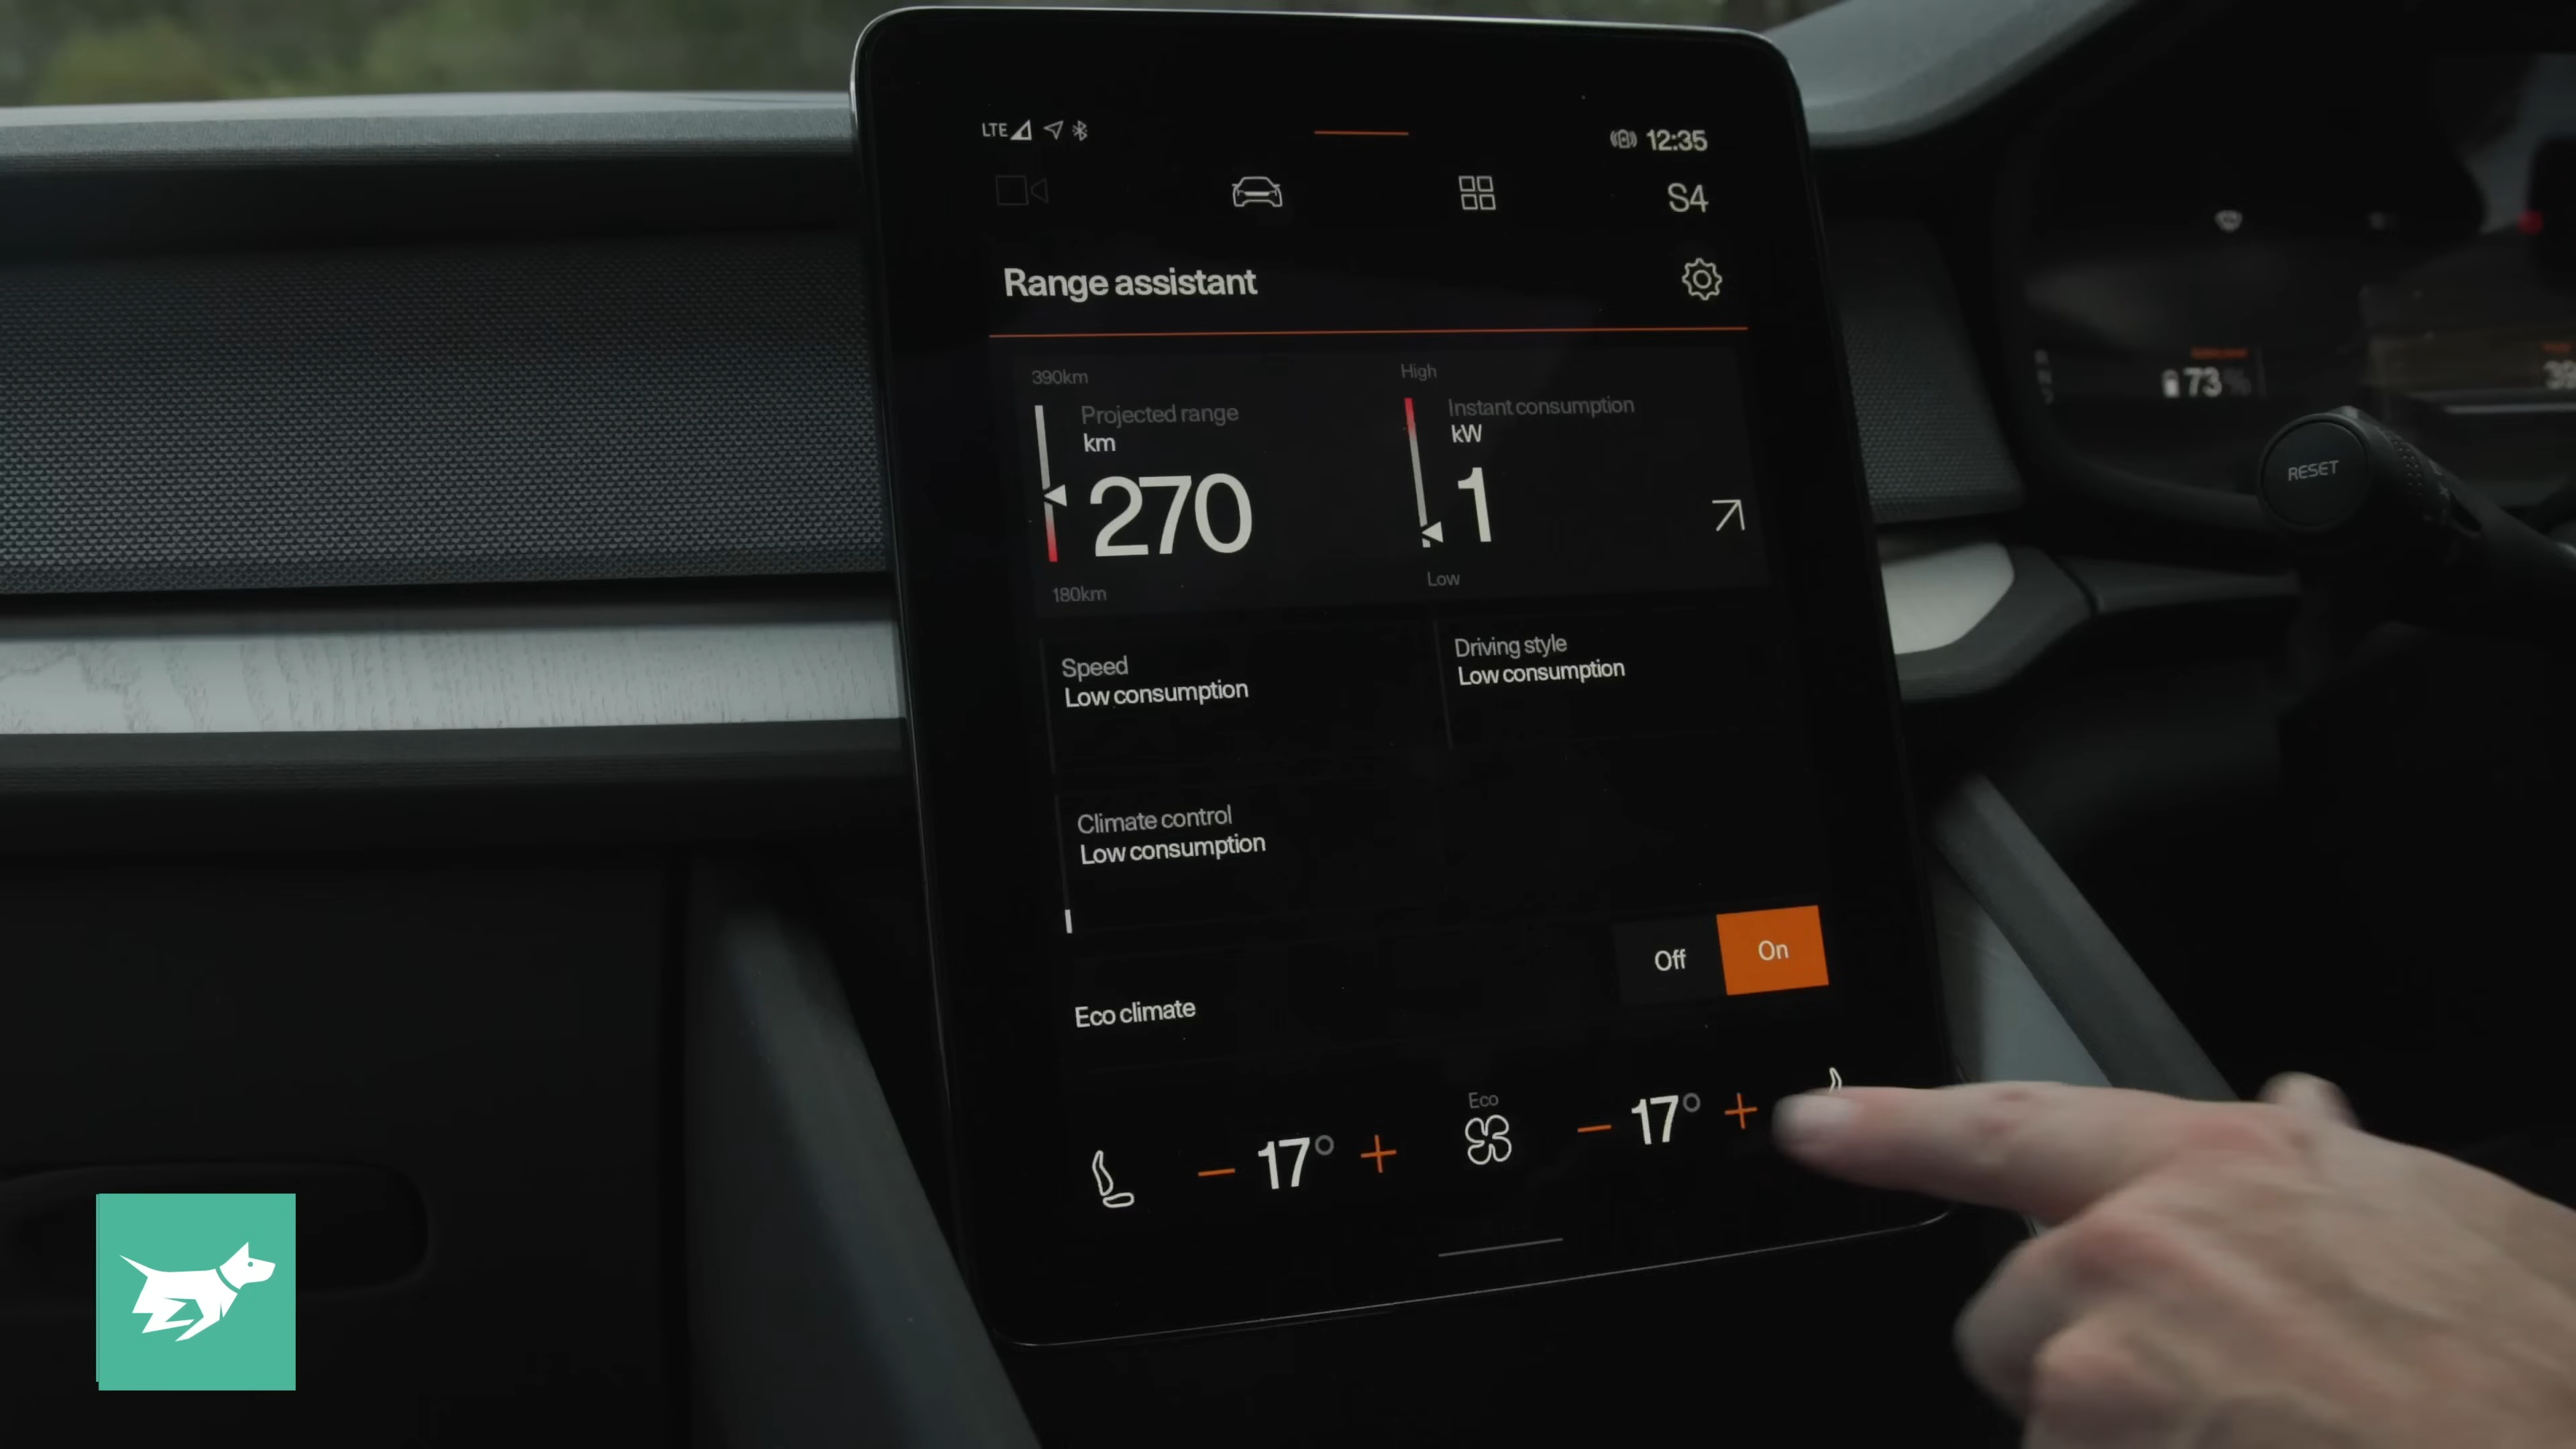 LTE
12:35
S4
Range assistant
390km
Projected range
km
270
180km
High
Instant consumption
kW
1
Low
Speed
Low consumption
Driving style
Low consumption
Climate control
Low consumption
Eco climate
Off
On
17°
Eco
17°
73%
RESET